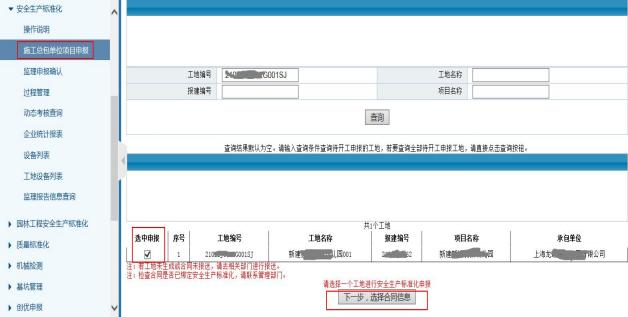 安全生产标准化
操作说明
施工总包单位项目申报
监理申报确认
过程管理
动态考核查询
企业统计报表
设备列表
工地设备列表
监理报告信息查询
园林工程安全生产标准化
质量标准化
机械检测
基坑管理
创优申报
工地编号 G001SJ 工地名称
报建编号 项目名称
查询
查询结果默认为空。请输入查询条件查询待开工申报的工地，若要查询全部待开工申报工地，请直接点击查询按钮。
共1个工地
选中申报 序号 工地编号 工地名称 报建编号 项目名称 承包单位
1 G001SJ 新建 园001 新建 园 上海龙 有限公司
注：若工地未生成或合同未报送，请去相关部门进行报送。
注：检查合同是否已绑定安全生产标准化，请联系管理部门。
请选择一个工地进行安全生产标准化申报
下一步，选择合同信息